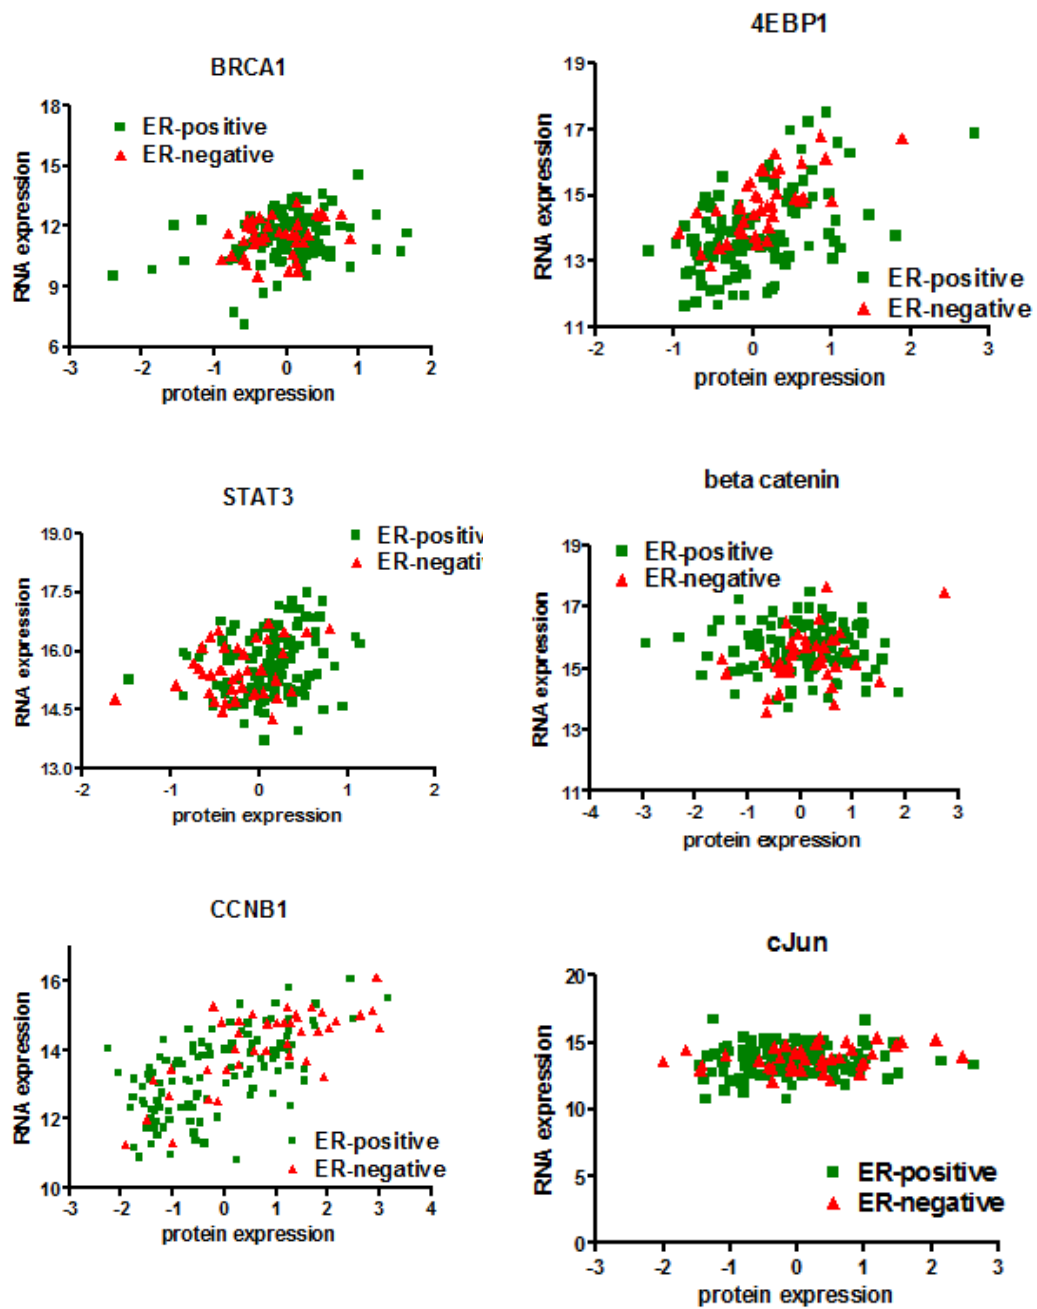 BRCA1
18
15
12
9
6
-3 -2 -1 0 1 2
RNA expression
protein expression
ER-positive
ER-negative
4EBP1
19
17
15
13
11
-2 -1 0 1 2 3
RNA expression
protein expression
ER-positive
ER-negative
STAT3
19.0
17.5
16.0
14.5
13.0
-2 -1 0 1 2
RNA expression
protein expression
ER-positiv
ER-negati
beta catenin
19
17
15
13
11
-4 -3 -2 -1 0 1 2 3
RNA expression
protein expression
ER-positive
ER-negative
CCNB1
16
14
12
10
-3 -2 -1 0 1 2 3 4
RNA expression
protein expression
ER-positive
ER-negative
cJun
20
15
10
5
0
-3 -2 -1 0 1 2 3
RNA expression
protein expression
ER-positive
ER-negative